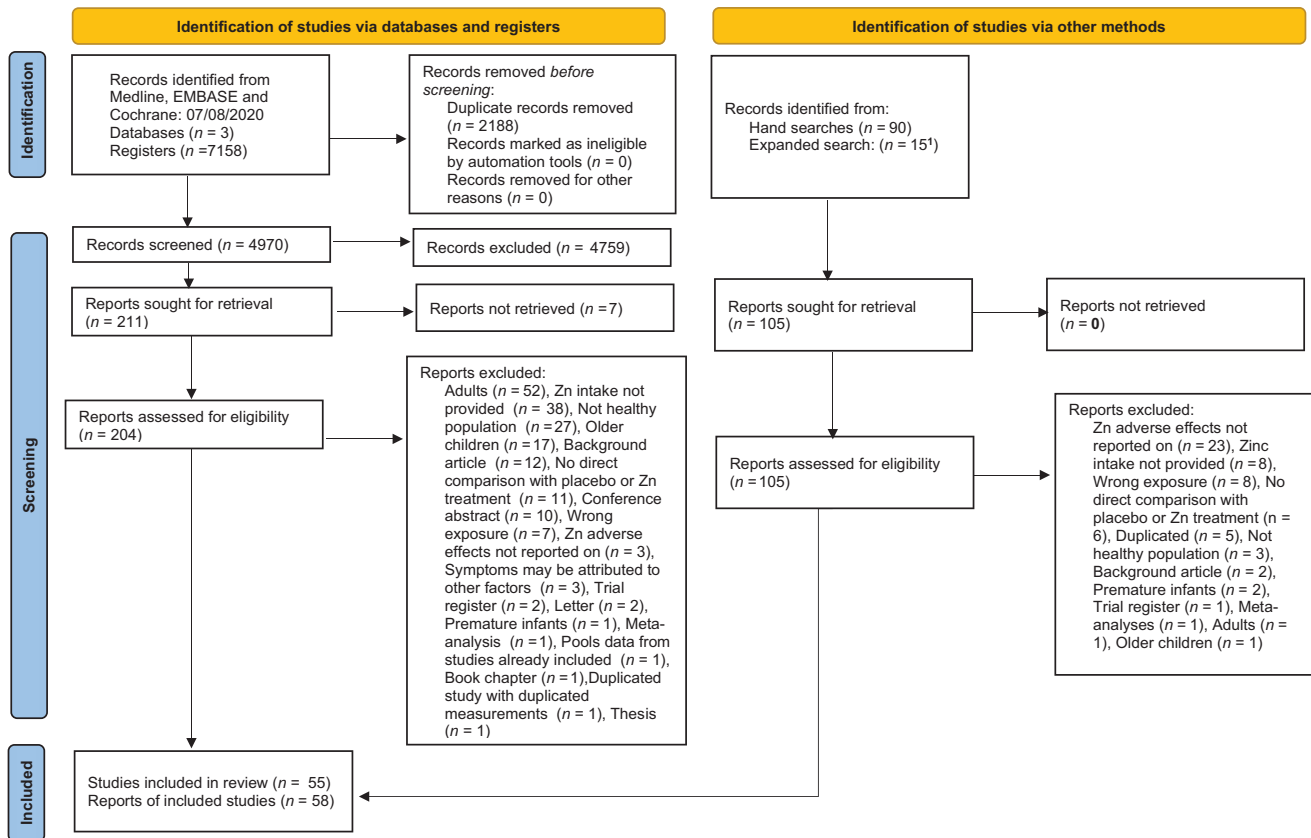 Identification of studies via databases and registers
Identification of studies via other methods
Identification
Records identified from
Medline, EMBASE and
Cochrane: 07/08/2020
Databases (n = 3)
Registers (n =7158)
Records removed before
screening:
Duplicate records removed
(n = 2188)
Records marked as ineligible
by automation tools (n = 0)
Records removed for other
reasons (n = 0)
Records identified from:
Hand searches (n = 90)
Expanded search: (n = 15¹)
Screening
Records screened (n = 4970)
Records excluded (n = 4759)
Reports sought for retrieval
(n = 211)
Reports not retrieved (n =7)
Reports sought for retrieval
(n = 105)
Reports not retrieved
(n = 0)
Reports assessed for eligibility
(n = 204)
Reports excluded:
Adults (n = 52), Zn intake not
provided (n = 38), Not healthy
population (n =27), Older
children (n =17), Background
article (n =12), No direct
comparison with placebo or Zn
treatment (n = 11), Conference
abstract (n = 10), Wrong
exposure (n =7), Zn adverse
effects not reported on (n = 3),
Symptoms may be attributed to
other factors (n = 3), Trial
register (n = 2), Letter (n = 2),
Premature infants (n = 1), Meta-
analysis (n =1), Pools data from
studies already included (n = 1),
Book chapter (n =1),Duplicated
study with duplicated
measurements (n = 1), Thesis
(n = 1)
Reports assessed for eligibility
(n =105)
Reports excluded:
Zn adverse effects not
reported on (n = 23), Zinc
intake not provided (n =8),
Wrong exposure (n =8), No
direct comparison with
placebo or Zn treatment (n =
6), Duplicated (n = 5), Not
healthy population (n = 3),
Background article (n = 2),
Premature infants (n = 2),
Trial register (n = 1), Meta-
analyses (n = 1), Adults (n =
1), Older children (n = 1)
Included
Studies included in review (n = 55)
Reports of included studies (n = 58)